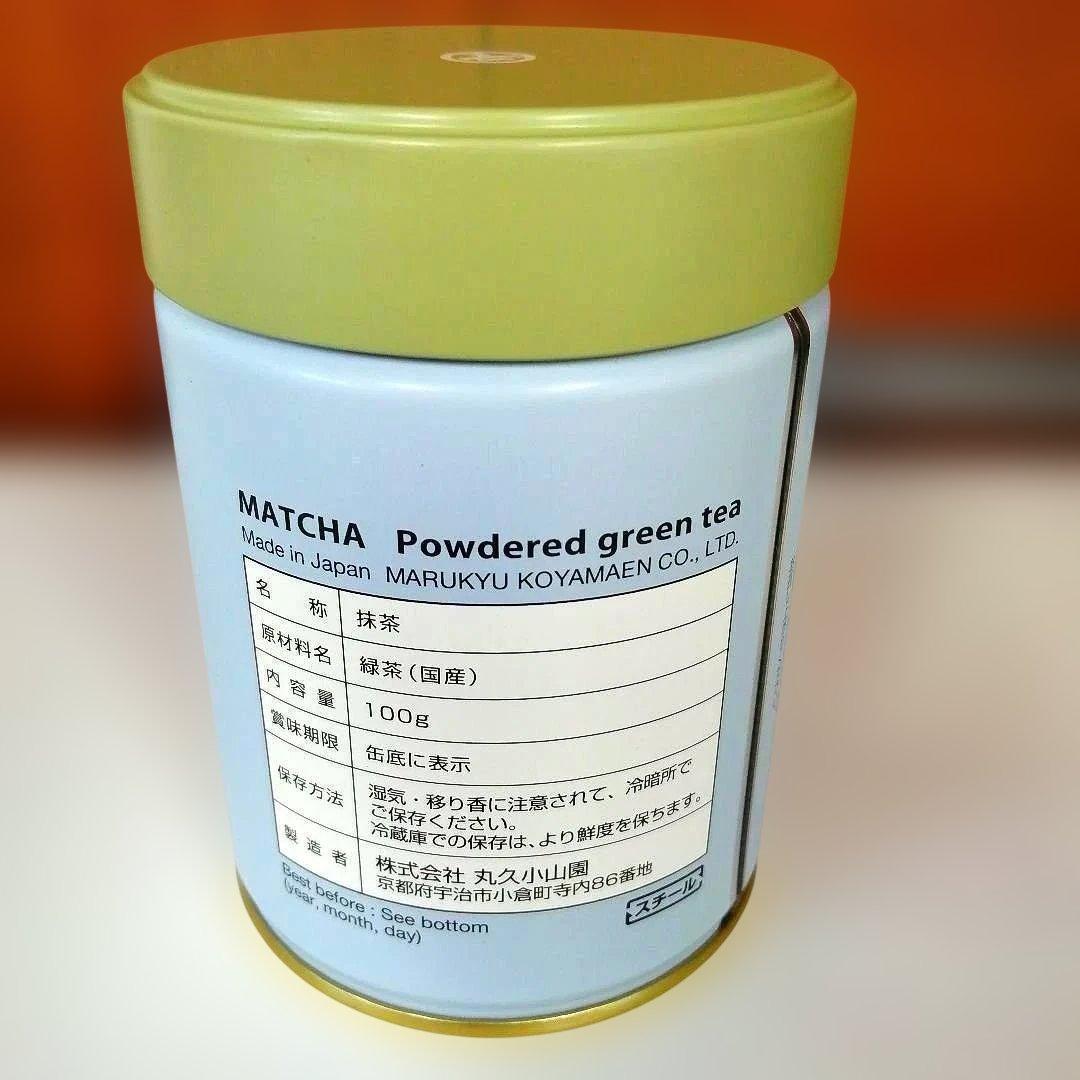 MATCHA Powdered green tea
Made in Japan MARUKYU KOYAMAEN CO., LTD.
名称 抹茶
原材料名 緑茶(国産)
内容量 100g
賞味期限 缶底に表示
保存方法 湿気・移り香に注意されて、冷暗所で
ご保存ください。
冷蔵庫での保存は、より鮮度を保ちます。
製造者 株式会社 丸久小山園
京都府宇治市小倉町寺内86番地
Best before : See bottom
(year, month, day)
スチール